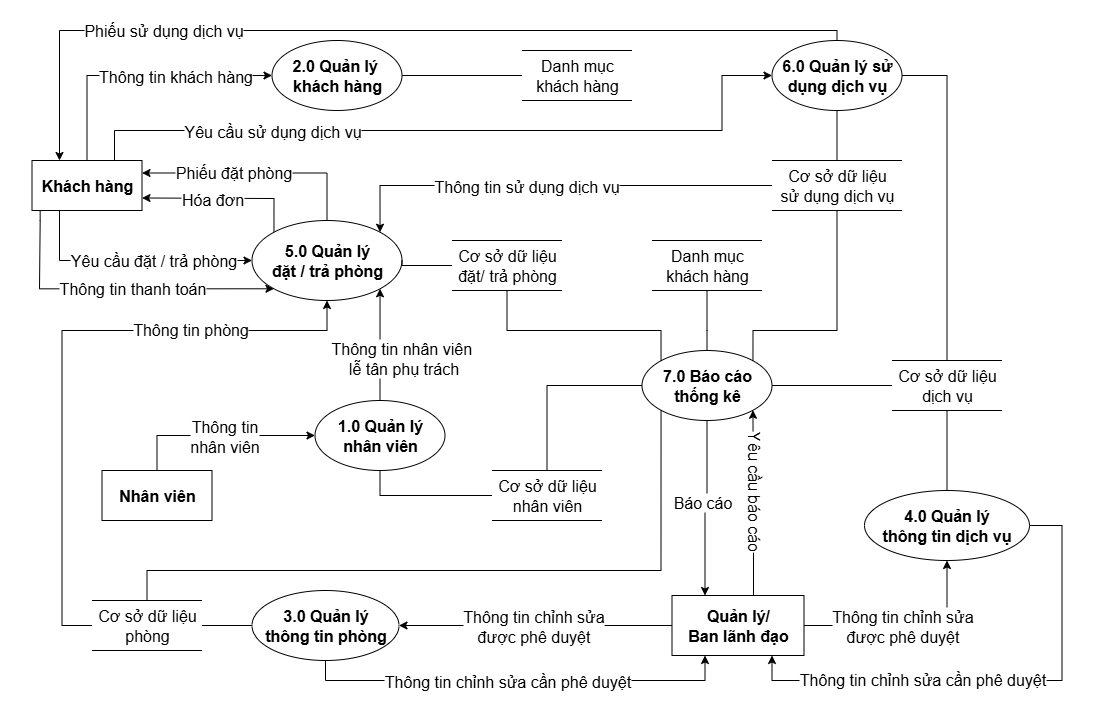 Phiếu sử dụng dịch vụ
2.0 Quản lý
khách hàng
Danh mục
khách hàng
6.0 Quản lý sử
dụng dịch vụ
Thông tin khách hàng
Yêu cầu sử dụng dịch vụ
Khách hàng
Phiếu đặt phòng
Hóa đơn
Thông tin sử dụng dịch vụ
Cơ sở dữ liệu
sử dụng dịch vụ
5.0 Quản lý
đặt / trả phòng
Yêu cầu đặt / trả phòng
Thông tin thanh toán
Cơ sở dữ liệu
đặt/ trả phòng
Danh mục
khách hàng
Thông tin phòng
Thông tin nhân viên
lễ tân phụ trách
7.0 Báo cáo
thống kê
Cơ sở dữ liệu
dịch vụ
Thông tin
nhân viên
1.0 Quản lý
nhân viên
Nhân viên
Cơ sở dữ liệu
nhân viên
Báo cáo
Yêu cầu báo cáo
4.0 Quản lý
thông tin dịch vụ
Cơ sở dữ liệu
phòng
3.0 Quản lý
thông tin phòng
Thông tin chỉnh sửa
được phê duyệt
Quản lý/
Ban lãnh đạo
Thông tin chỉnh sửa
được phê duyệt
Thông tin chỉnh sửa cần phê duyệt
Thông tin chỉnh sửa cần phê duyệt